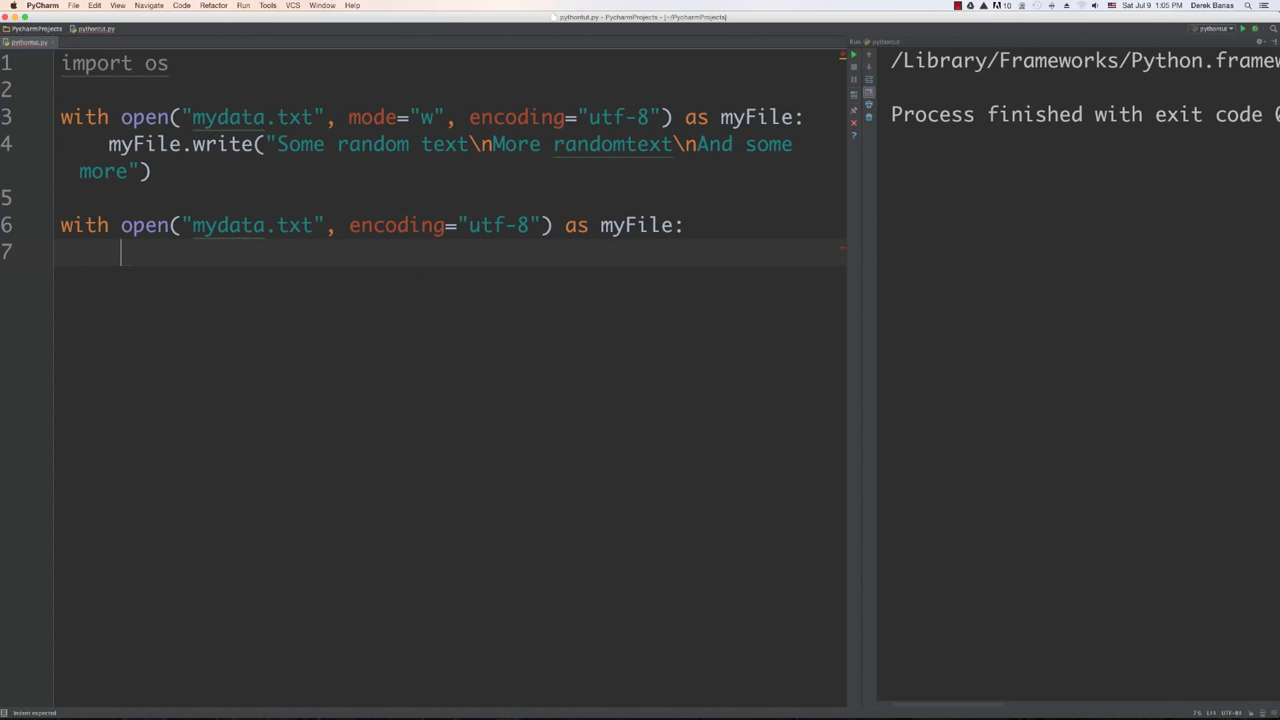 PyCharm File Edit View Navigate Code Refactor Run Tools VCS Window Help 10 Sat Jul 9 1:05 PM Derek Banas
pythontut.py - PycharmProjects - [~/PycharmProjects]
PycharmProjects pythontut.py pythontut
pythontut.py Run pythontut
1 import os
2
3 with open("mydata.txt", mode="w", encoding="utf-8") as myFile:
4 myFile.write("Some random text\nMore randomtext\nAnd some
more")
5
6 with open("mydata.txt", encoding="utf-8") as myFile:
7
/Library/Frameworks/Python.framew
Process finished with exit code 0
Indent expected 7:6 LF UTF-8